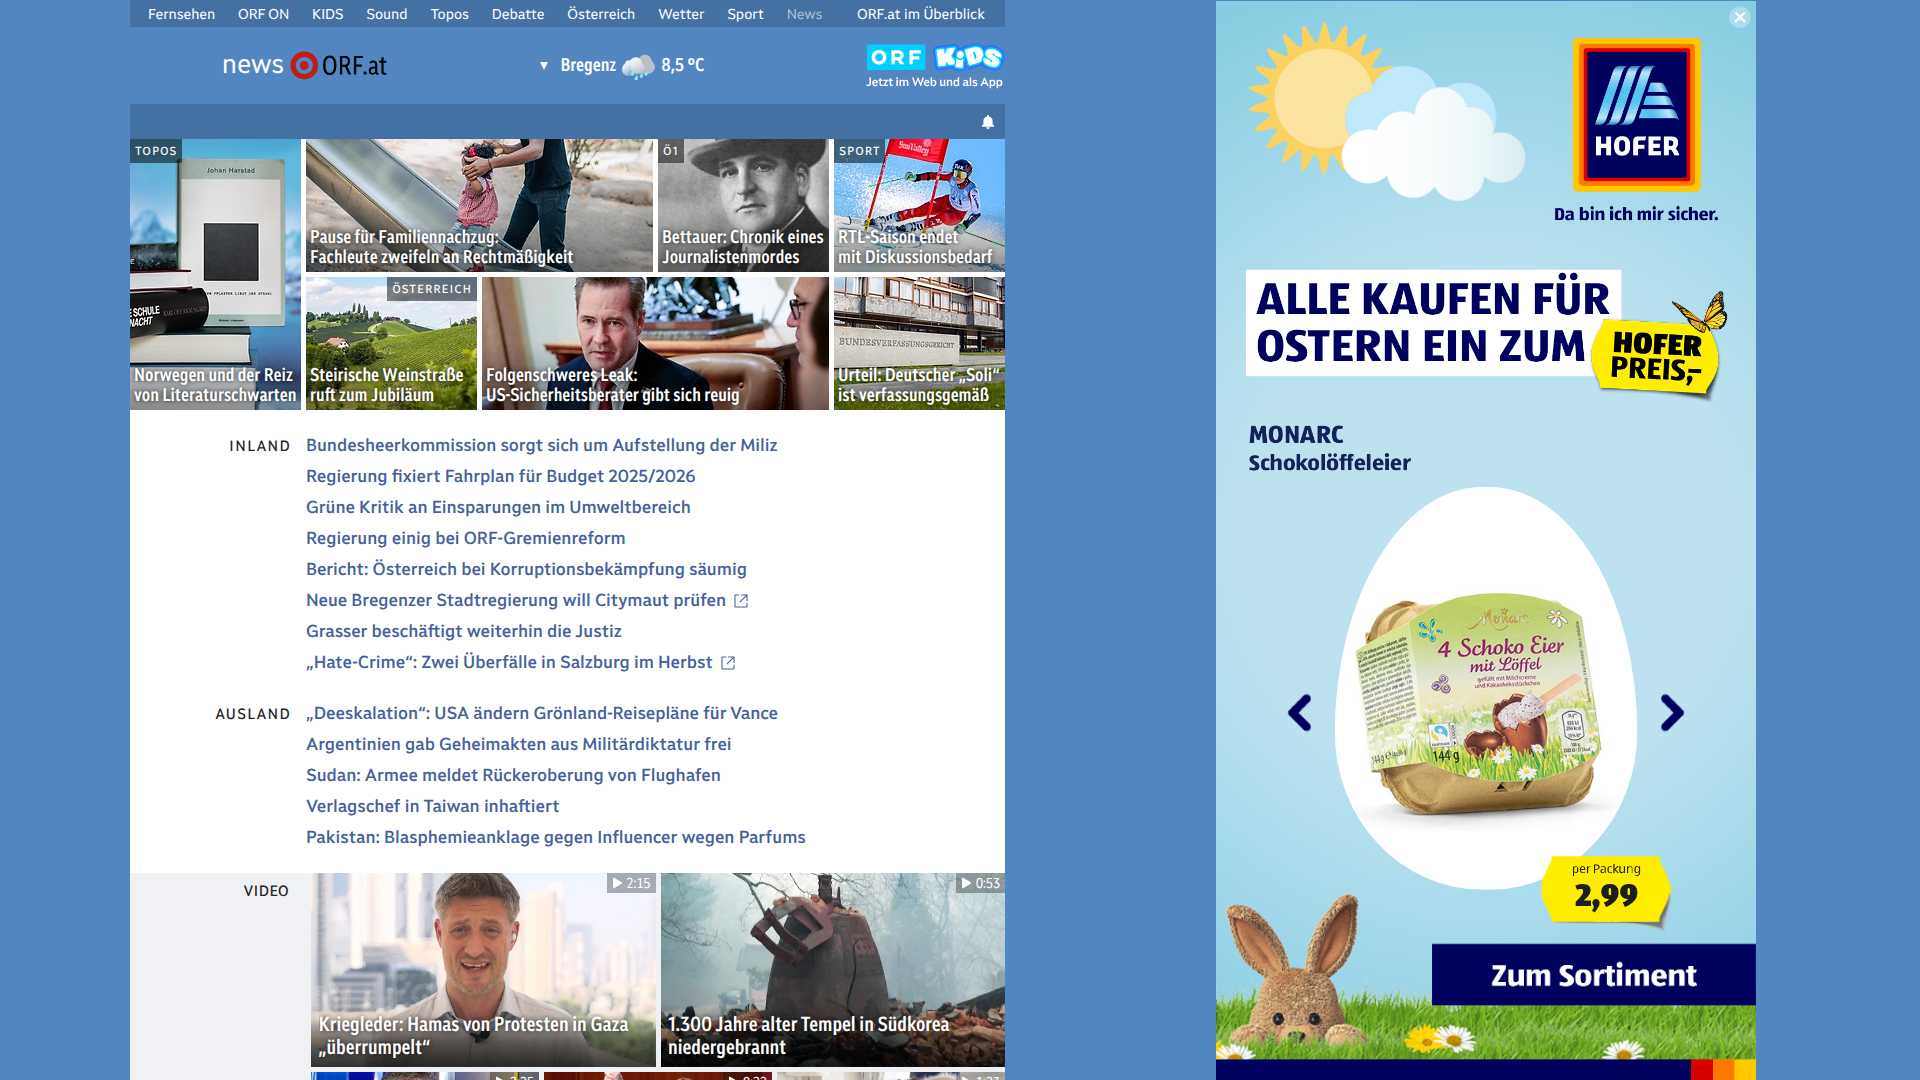 Fernsehen ORF ON KIDS Sound Topos Debatte Österreich Wetter Sport News ORF.at im Überblick
news ORF.at
Bregenz 8,5 °C
ORF KIDS
Jetzt im Web und als App
TOPOS
Johan Harstad
Norwegen und der Reiz
von Literaturschwarten
Pause für Familiennachzug:
Fachleute zweifeln an Rechtmäßigkeit
Ö1
Bettauer: Chronik eines
Journalistenmordes
SPORT
RTL-Saison endet
mit Diskussionsbedarf
ÖSTERREICH
Steirische Weinstraße
ruft zum Jubiläum
Folgenschweres Leak:
US-Sicherheitsberater gibt sich reuig
BUNDESVERFASSUNGSGERICHT
Urteil: Deutscher „Soli“
ist verfassungsgemäß
INLAND
Bundesheerkommission sorgt sich um Aufstellung der Miliz
Regierung fixiert Fahrplan für Budget 2025/2026
Grüne Kritik an Einsparungen im Umweltbereich
Regierung einig bei ORF-Gremienreform
Bericht: Österreich bei Korruptionsbekämpfung säumig
Neue Bregenzer Stadtregierung will Citymaut prüfen
Grasser beschäftigt weiterhin die Justiz
„Hate-Crime“: Zwei Überfälle in Salzburg im Herbst
AUSLAND
„Deeskalation“: USA ändern Grönland-Reisepläne für Vance
Argentinien gab Geheimakten aus Militärdiktatur frei
Sudan: Armee meldet Rückeroberung von Flughafen
Verlagschef in Taiwan inhaftiert
Pakistan: Blasphemieanklage gegen Influencer wegen Parfums
VIDEO
2:15
Kriegleder: Hamas von Protesten in Gaza
„überrumpelt“
0:53
1.300 Jahre alter Tempel in Südkorea
niedergebrannt
HOFER
Da bin ich mir sicher.
ALLE KAUFEN FÜR
OSTERN EIN ZUM
HOFER
PREIS,–
MONARC
Schokolöffeleier
Monarc
4 Schoko Eier
mit Löffel
gefüllt mit Milchcreme
und Kakaokeksstückchen
144 g
per Packung
2,99
Zum Sortiment